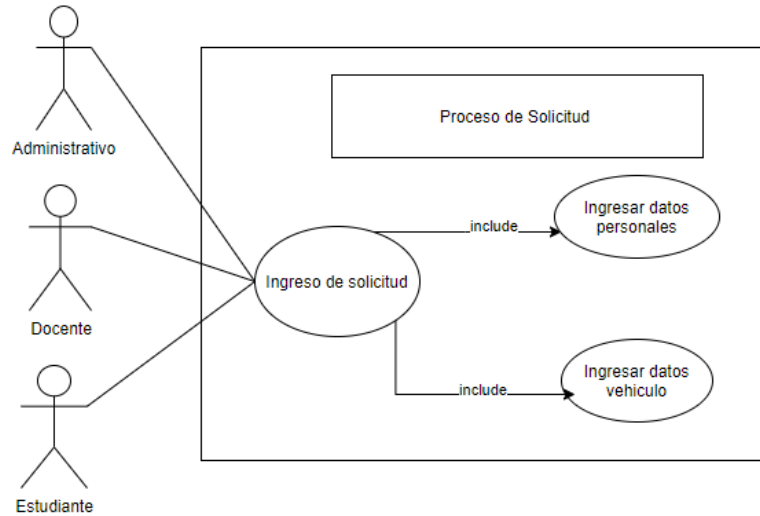 Administrativo
Proceso de Solicitud
Ingresar datos
personales
include
Docente
Ingreso de solicitud
Ingresar datos
vehiculo
include
Estudiante